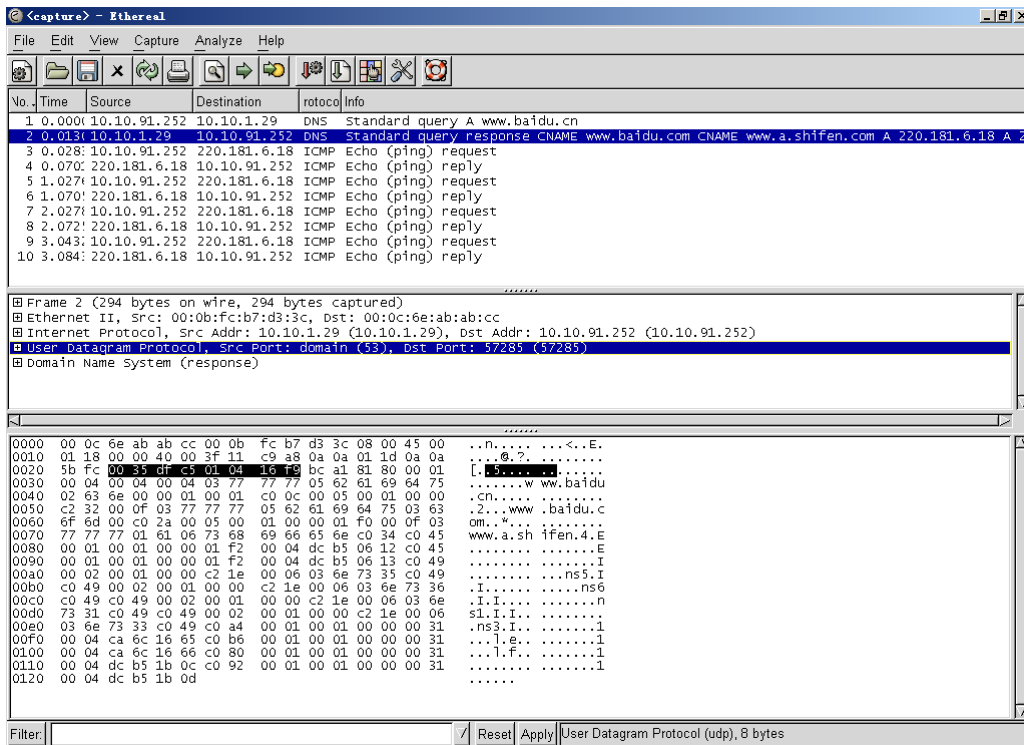 <capture> - Ethereal
File Edit View Capture Analyze Help
No. . Time Source Destination rotoco Info
1 0.000( 10.10.91.252 10.10.1.29 DNS Standard query A www.baidu.cn
2 0.013( 10.10.1.29 10.10.91.252 DNS Standard query response CNAME www.baidu.com CNAME www.a.shifen.com A 220.181.6.18 A 2
3 0.028: 10.10.91.252 220.181.6.18 ICMP Echo (ping) request
4 0.070: 220.181.6.18 10.10.91.252 ICMP Echo (ping) reply
5 1.027( 10.10.91.252 220.181.6.18 ICMP Echo (ping) request
6 1.070! 220.181.6.18 10.10.91.252 ICMP Echo (ping) reply
7 2.027{ 10.10.91.252 220.181.6.18 ICMP Echo (ping) request
8 2.072! 220.181.6.18 10.10.91.252 ICMP Echo (ping) reply
9 3.043: 10.10.91.252 220.181.6.18 ICMP Echo (ping) request
10 3.084: 220.181.6.18 10.10.91.252 ICMP Echo (ping) reply
Frame 2 (294 bytes on wire, 294 bytes captured)
Ethernet II, Src: 00:0b:fc:b7:d3:3c, Dst: 00:0c:6e:ab:ab:cc
Internet Protocol, Src Addr: 10.10.1.29 (10.10.1.29), Dst Addr: 10.10.91.252 (10.10.91.252)
User Datagram Protocol, Src Port: domain (53), Dst Port: 57285 (57285)
Domain Name System (response)
0000 00 0c 6e ab ab cc 00 0b fc b7 d3 3c 08 00 45 00 ..n..... ...<..E.
0010 01 18 00 00 40 00 3f 11 c9 a8 0a 0a 01 1d 0a 0a ....@.?. ........
0020 5b fc 00 35 df c5 01 04 16 f9 bc a1 81 80 00 01 [..5.... ........
0030 00 04 00 04 00 04 03 77 77 77 05 62 61 69 64 75 .......w ww.baidu
0040 02 63 6e 00 00 01 00 01 c0 0c 00 05 00 01 00 00 .cn..... ........
0050 c2 32 00 0f 03 77 77 77 05 62 61 69 64 75 03 63 .2...www .baidu.c
0060 6f 6d 00 c0 2a 00 05 00 01 00 00 01 f0 00 0f 03 om..*... ........
0070 77 77 77 01 61 06 73 68 69 66 65 6e c0 34 c0 45 www.a.sh ifen.4.E
0080 00 01 00 01 00 00 01 f2 00 04 dc b5 06 12 c0 45 ........ .......E
0090 00 01 00 01 00 00 01 f2 00 04 dc b5 06 13 c0 49 ........ .......I
00a0 00 02 00 01 00 00 c2 1e 00 06 03 6e 73 35 c0 49 ........ ...ns5.I
00b0 c0 49 00 02 00 01 00 00 c2 1e 00 06 03 6e 73 36 .I...... .....ns6
00c0 c0 49 c0 49 00 02 00 01 00 00 c2 1e 00 06 03 6e .I.I.... .......n
00d0 73 31 c0 49 c0 49 00 02 00 01 00 00 c2 1e 00 06 s1.I.I.. ........
00e0 03 6e 73 33 c0 49 c0 a4 00 01 00 01 00 00 00 31 .ns3.I.. .......1
00f0 00 04 ca 6c 16 65 c0 b6 00 01 00 01 00 00 00 31 ...l.e.. .......1
0100 00 04 ca 6c 16 66 c0 80 00 01 00 01 00 00 00 31 ...l.f.. .......1
0110 00 04 dc b5 1b 0c c0 92 00 01 00 01 00 00 00 31 ........ .......1
0120 00 04 dc b5 1b 0d ......
Filter: Reset Apply User Datagram Protocol (udp), 8 bytes